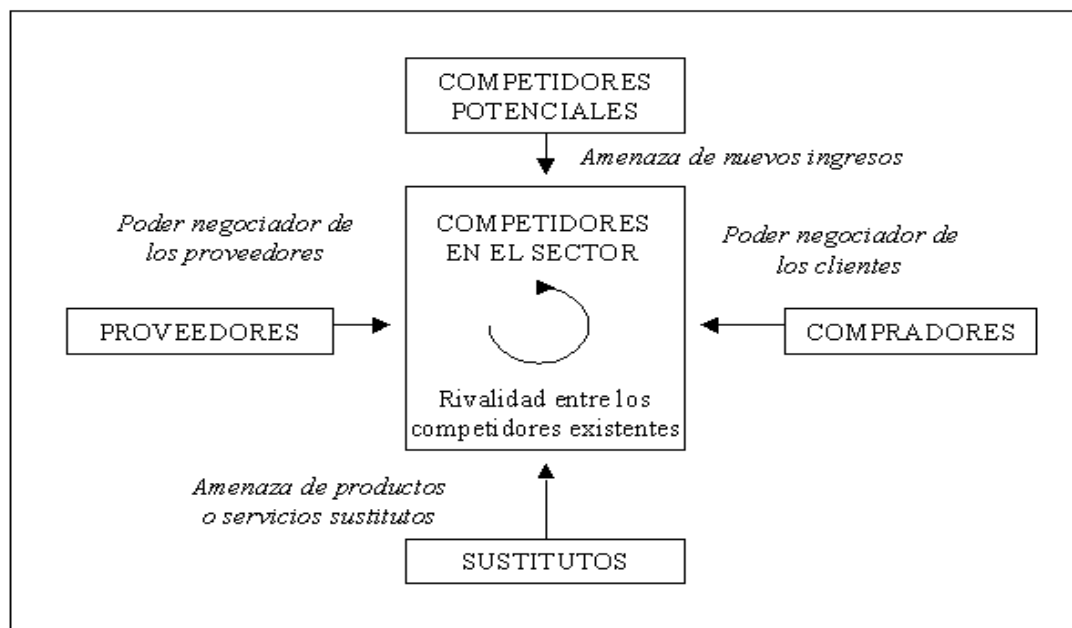 COMPETIDORES
POTENCIALES
Amenaza de nuevos ingresos
Poder negociador de
los proveedores
COMPETIDORES
EN EL SECTOR
Poder negociador de
los clientes
PROVEEDORES
COMPRADORES
Rivalidad entre los
competidores existentes
Amenaza de productos
o servicios sustitutos
SUSTITUTOS